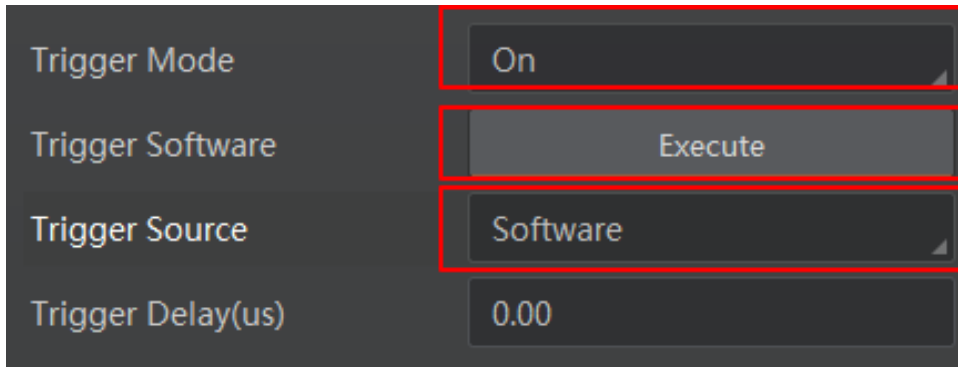 Trigger Mode On
Trigger Software Execute
Trigger Source Software
Trigger Delay(us) 0.00